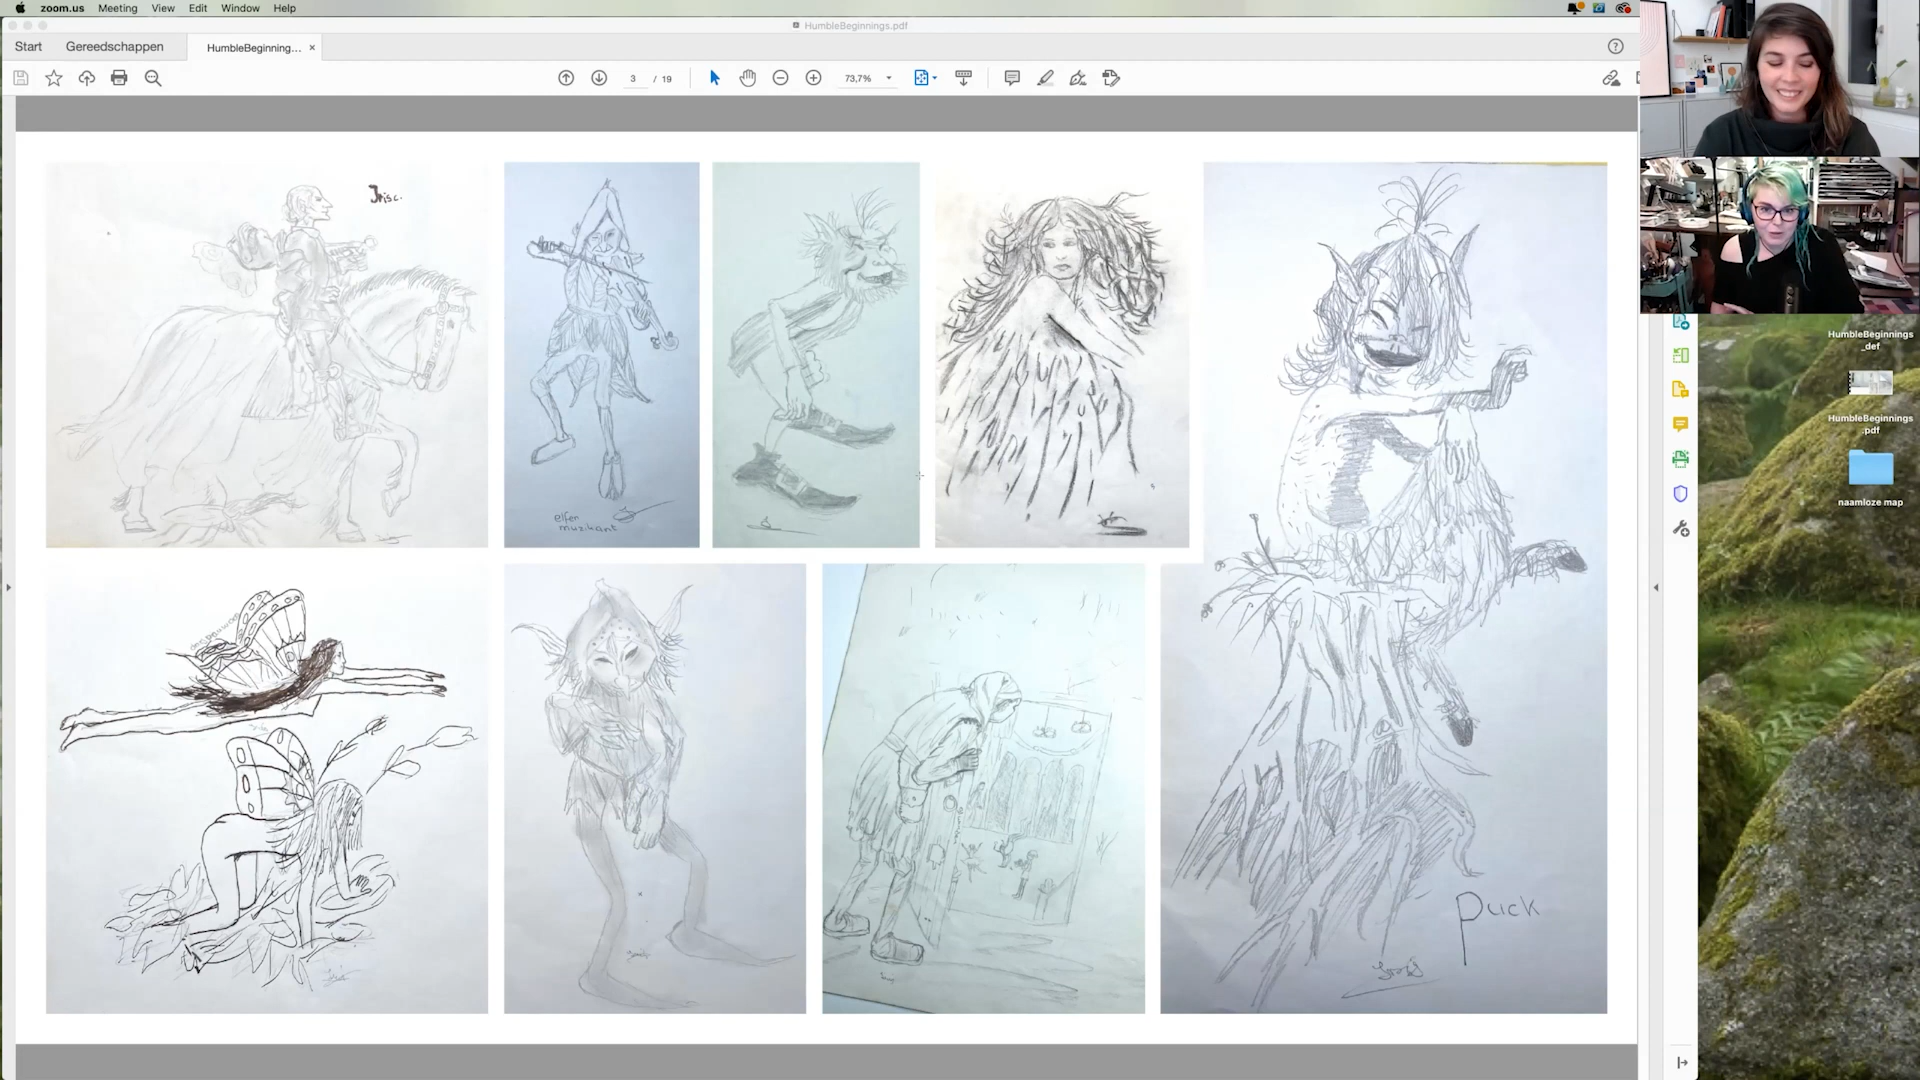 zoom.us Meeting View Edit Window Help
HumbleBeginnings.pdf
Start Gereedschappen HumbleBeginning...
3 / 19 73,7%
elfen
muzikant
Puck
HumbleBeginnings
_def
HumbleBeginnings
.pdf
naamloze map